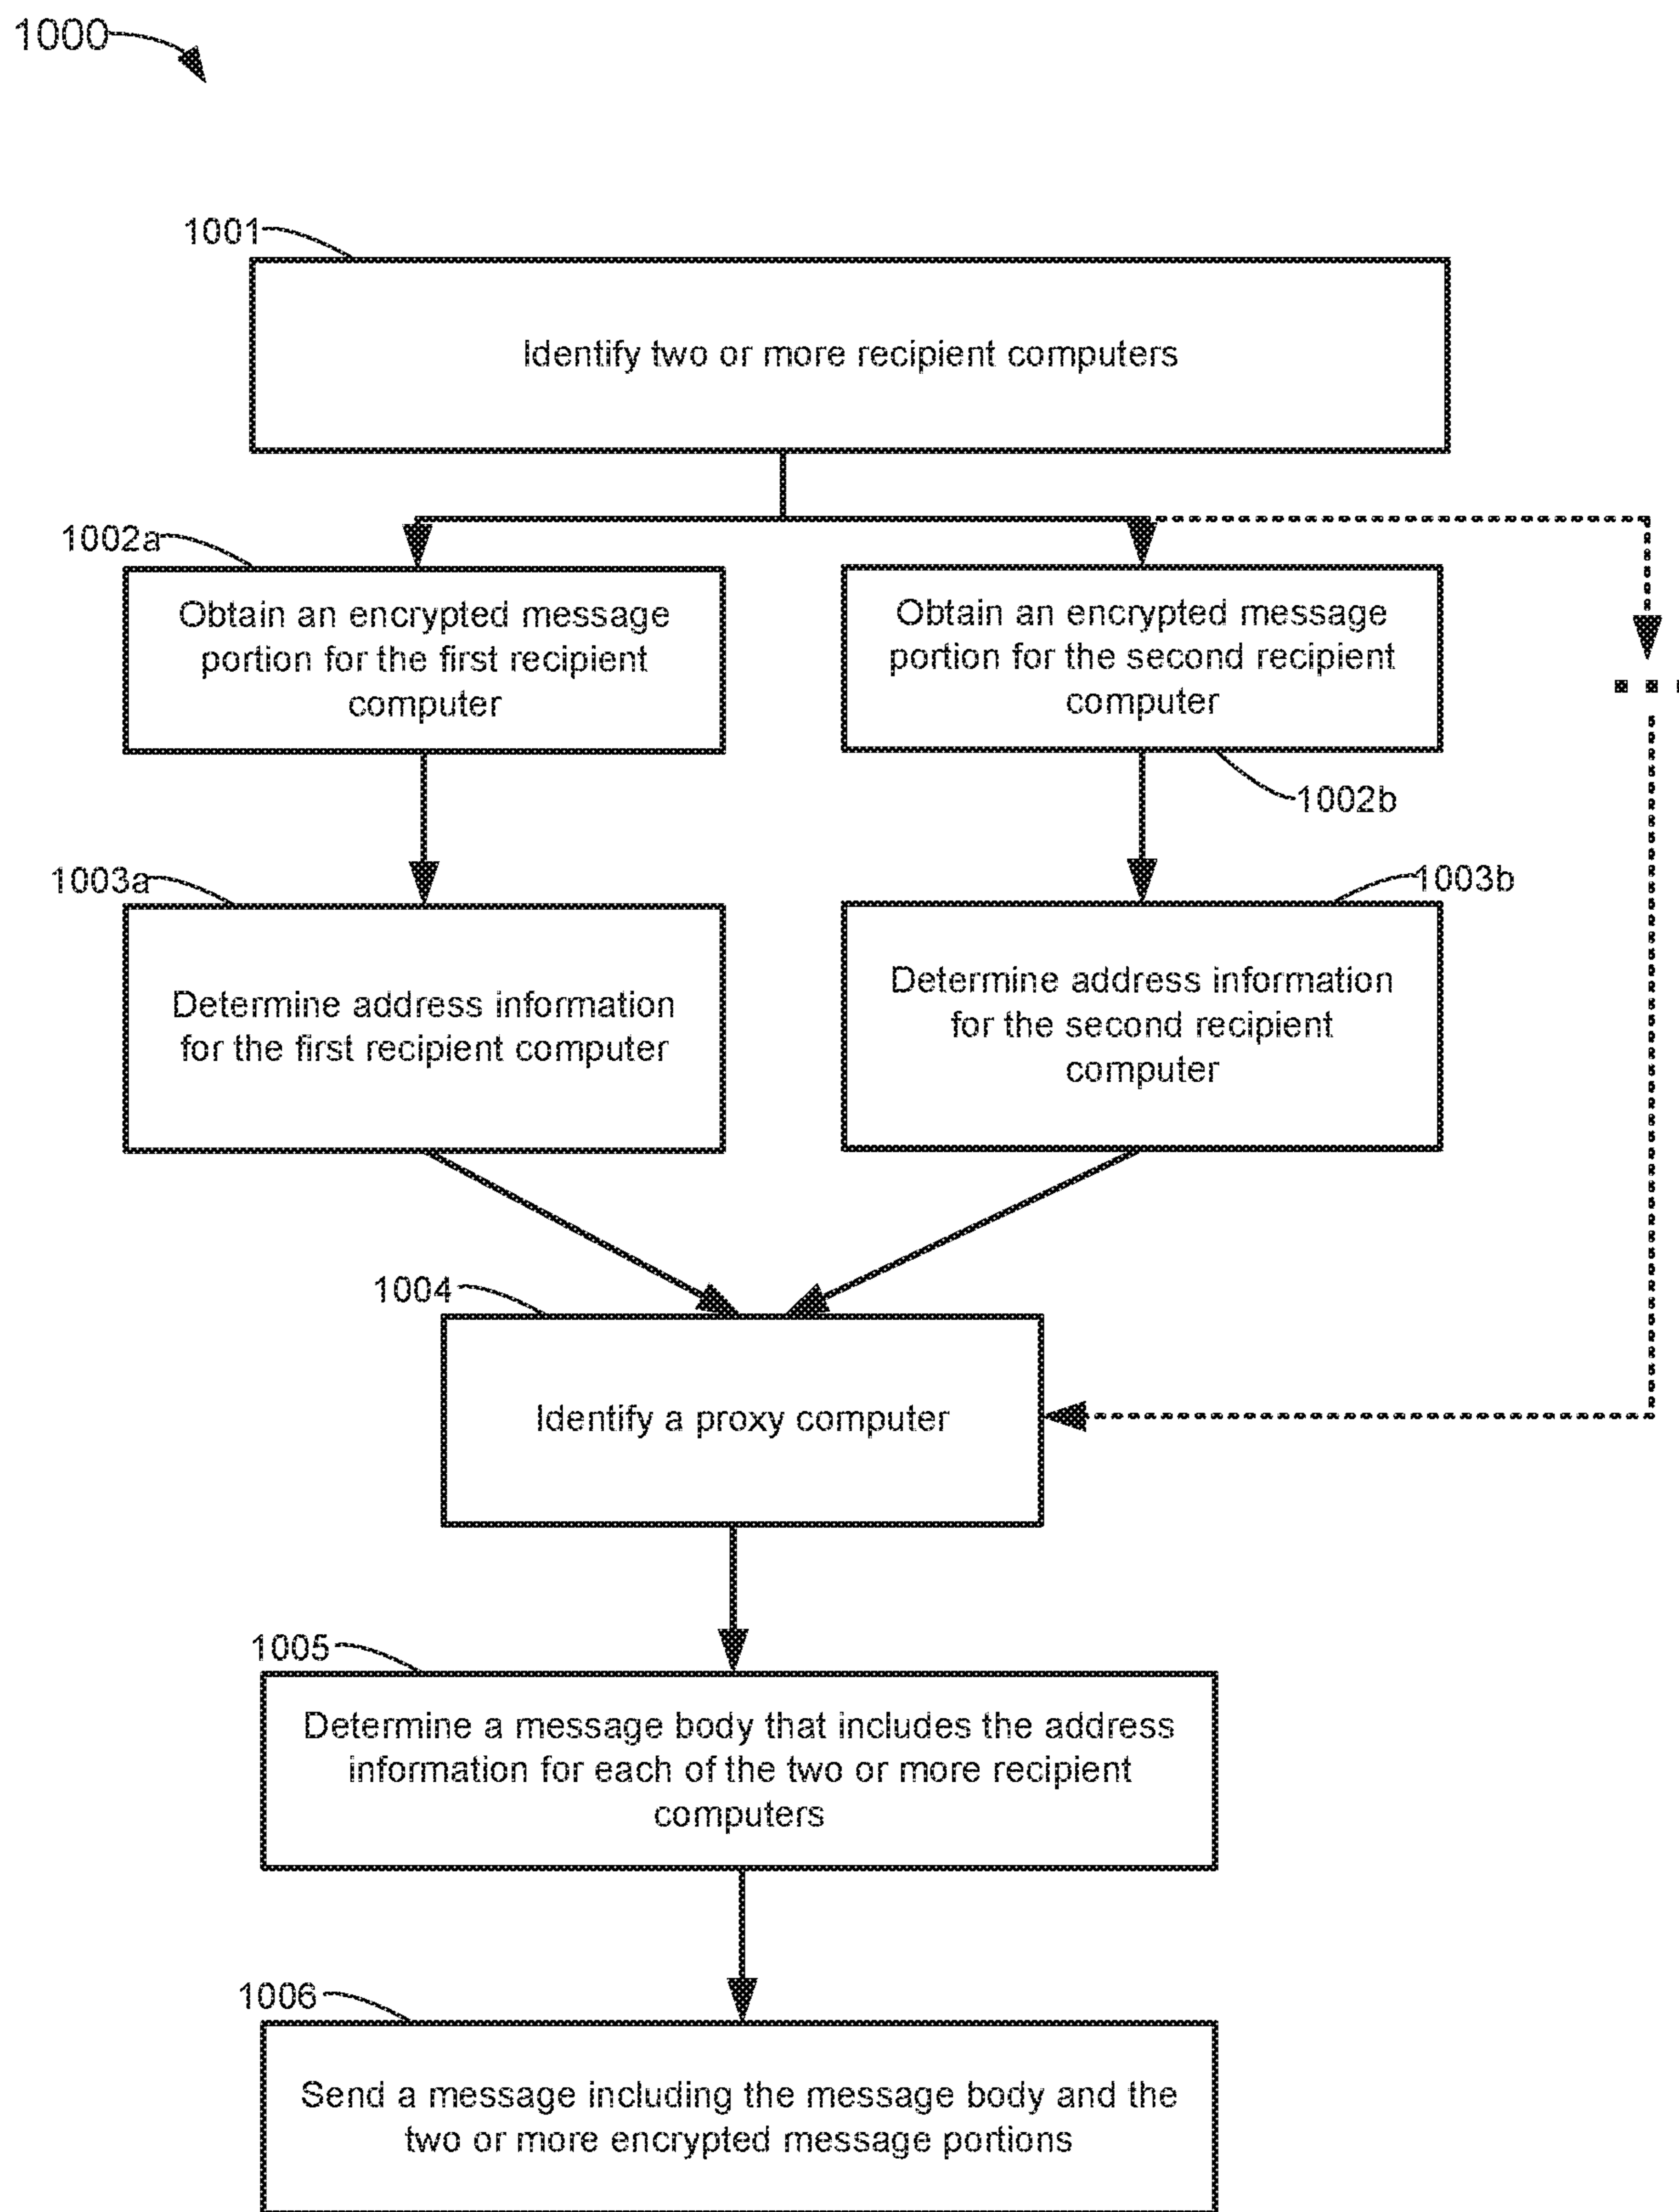 1000
1001
Identify two or more recipient computers
1002a
Obtain an encrypted message
portion for the first recipient
computer
Obtain an encrypted message
portion for the second recipient
computer
1002b
1003a
Determine address information
for the first recipient computer
1003b
Determine address information
for the second recipient
computer
1004
Identify a proxy computer
1005
Determine a message body that includes the address
information for each of the two or more recipient
computers
1006
Send a message including the message body and the
two or more encrypted message portions